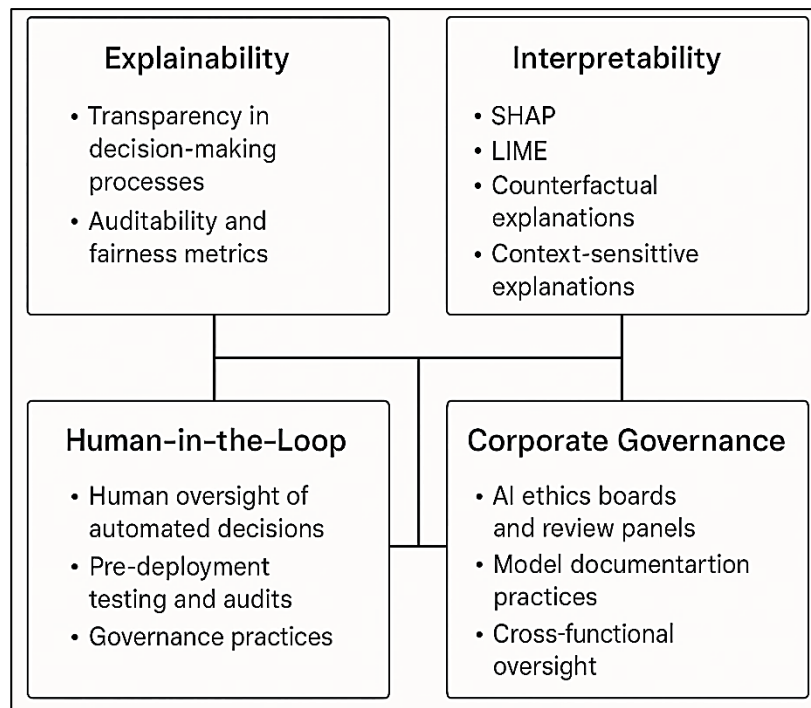 Explainability
• Transparency in
decision-making
processes
• Auditability and
fairness metrics
Interpretability
• SHAP
• LIME
• Counterfactual
explanations
• Context-sensitive
explanations
Human-in-the-Loop
• Human oversight of
automated decisions
• Pre-deployment
testing and audits
• Governance practices
Corporate Governance
• AI ethics boards
and review panels
• Model documentartion
practices
• Cross-functional
oversight